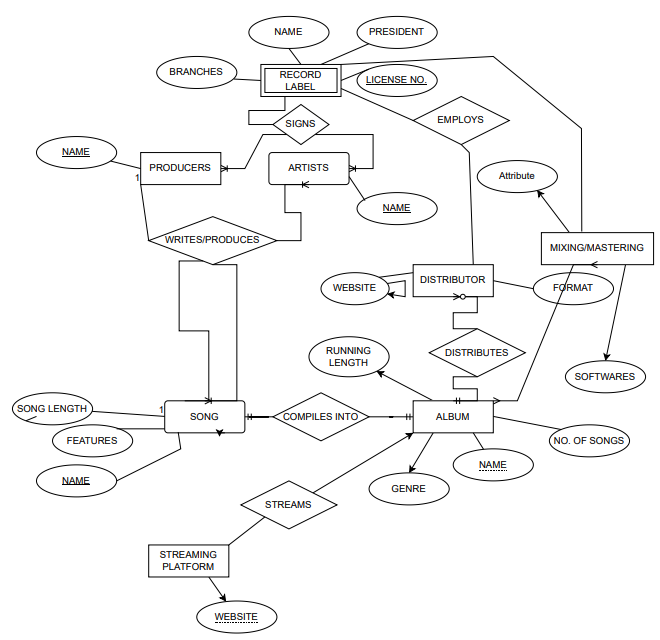 NAME
PRESIDENT
BRANCHES
RECORD
LABEL
LICENSE NO.
SIGNS
EMPLOYS
NAME
PRODUCERS
ARTISTS
1
Attribute
NAME
WRITES/PRODUCES
MIXING/MASTERING
WEBSITE
DISTRIBUTOR
FORMAT
RUNNING
LENGTH
DISTRIBUTES
SOFTWARES
SONG LENGTH
1
SONG
COMPILES INTO
ALBUM
FEATURES
NO. OF SONGS
NAME
NAME
GENRE
STREAMS
STREAMING
PLATFORM
WEBSITE